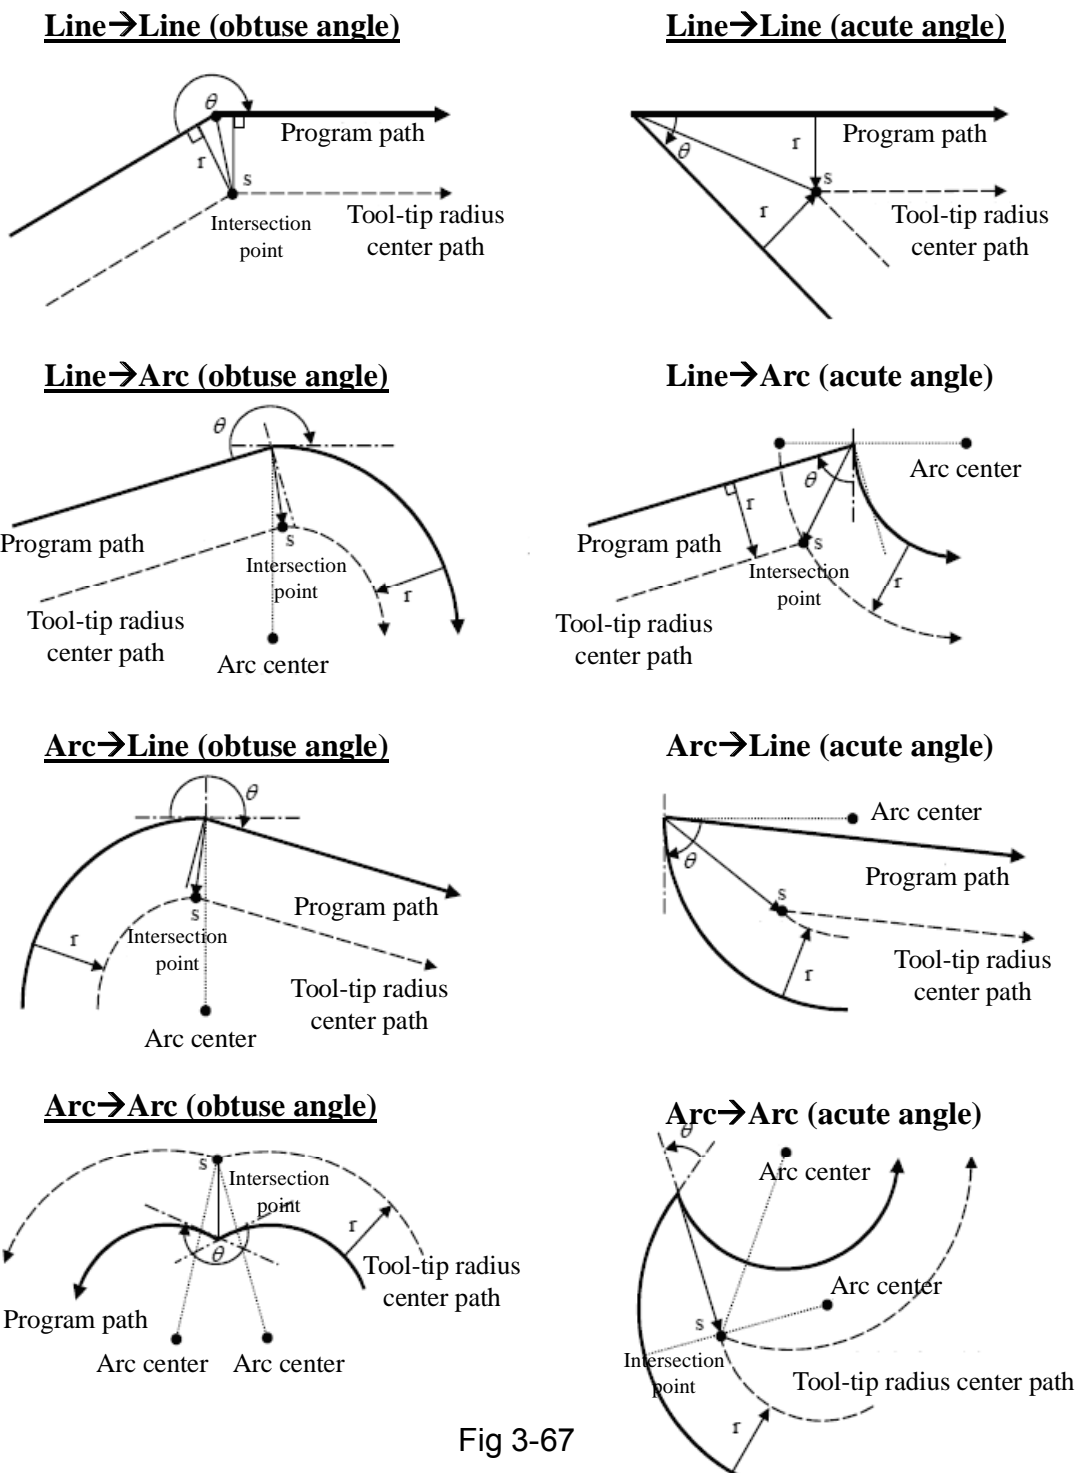 Line→Line (obtuse angle)
Line→Line (acute angle)
θ
Program path
r
s
Intersection
point
Tool-tip radius
center path
Program path
θ
r
s
r
Tool-tip radius
center path
Line→Arc (obtuse angle)
Line→Arc (acute angle)
θ
Program path
s
Intersection
point
r
Tool-tip radius
center path
Arc center
Arc center
θ
r
Program path
s
Intersection
point
r
Tool-tip radius
center path
Arc→Line (obtuse angle)
Arc→Line (acute angle)
θ
Program path
s
r
Intersection
point
Tool-tip radius
center path
Arc center
Arc center
θ
Program path
s
r
Tool-tip radius
center path
Arc→Arc (obtuse angle)
Arc→Arc (acute angle)
s
Intersection
point
r
θ
Tool-tip radius
center path
Program path
Arc center
Arc center
θ
Arc center
Arc center
s
Intersection
point
Tool-tip radius center path
r
Fig 3-67